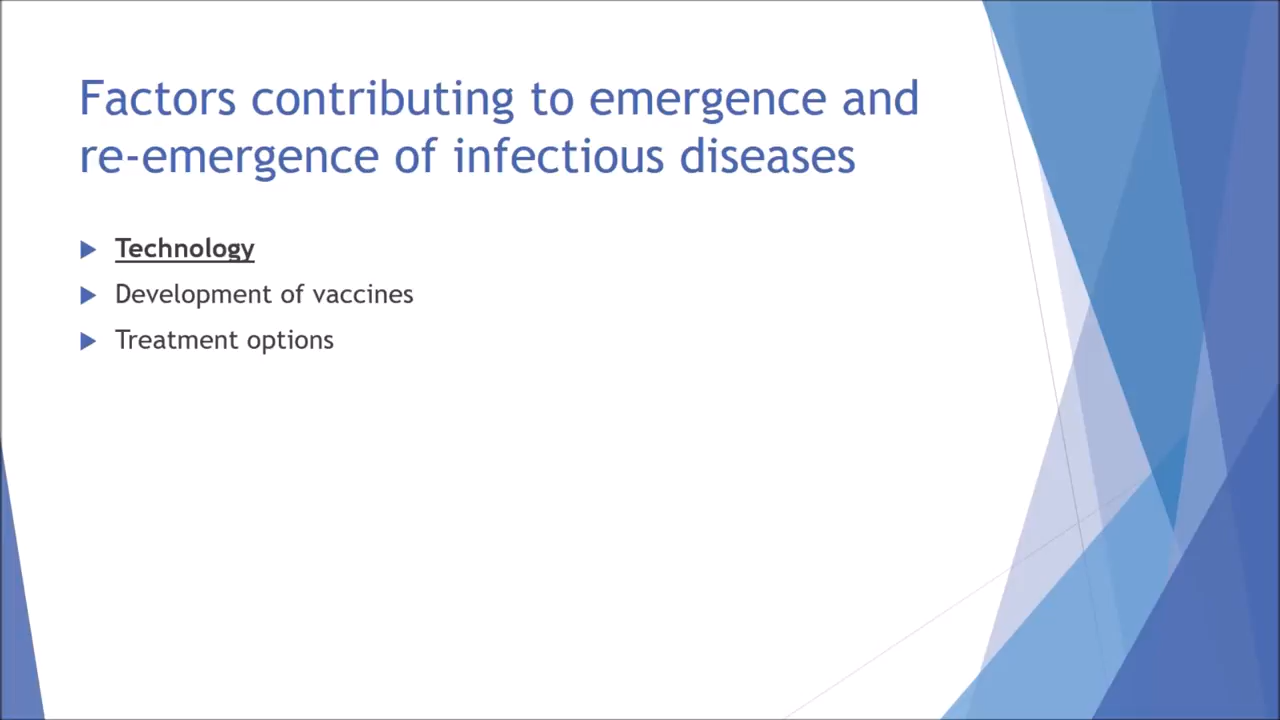 Factors contributing to emergence and
re-emergence of infectious diseases
Technology
Development of vaccines
Treatment options